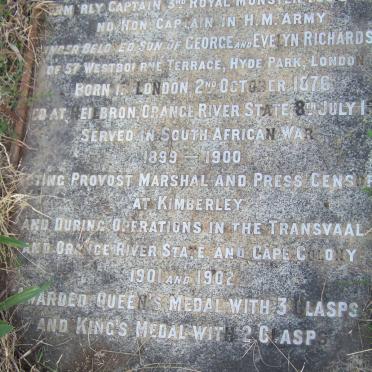 CAPTAIN 3RD ROYAL MUNSTER
HON. CAPTAIN IN H.M. ARMY
SON OF GEORGE AND EVELYN RICHARDS
OF 57 WESTBOURNE TERRACE, HYDE PARK, LONDON
BORN IN LONDON 2ND OCTOBER 1876
AT HEILBRON, ORANGE RIVER STATE 8TH JULY
SERVED IN SOUTH AFRICAN WAR
1899 — 1900
PROVOST MARSHAL AND PRESS CENSOR
AT KIMBERLEY
AND DURING OPERATIONS IN THE TRANSVAAL
AND ORANGE RIVER STATE AND CAPE COLONY
1901 AND 1902
AWARDED QUEEN'S MEDAL WITH 3 CLASPS
AND KING'S MEDAL WITH 2 CLASPS